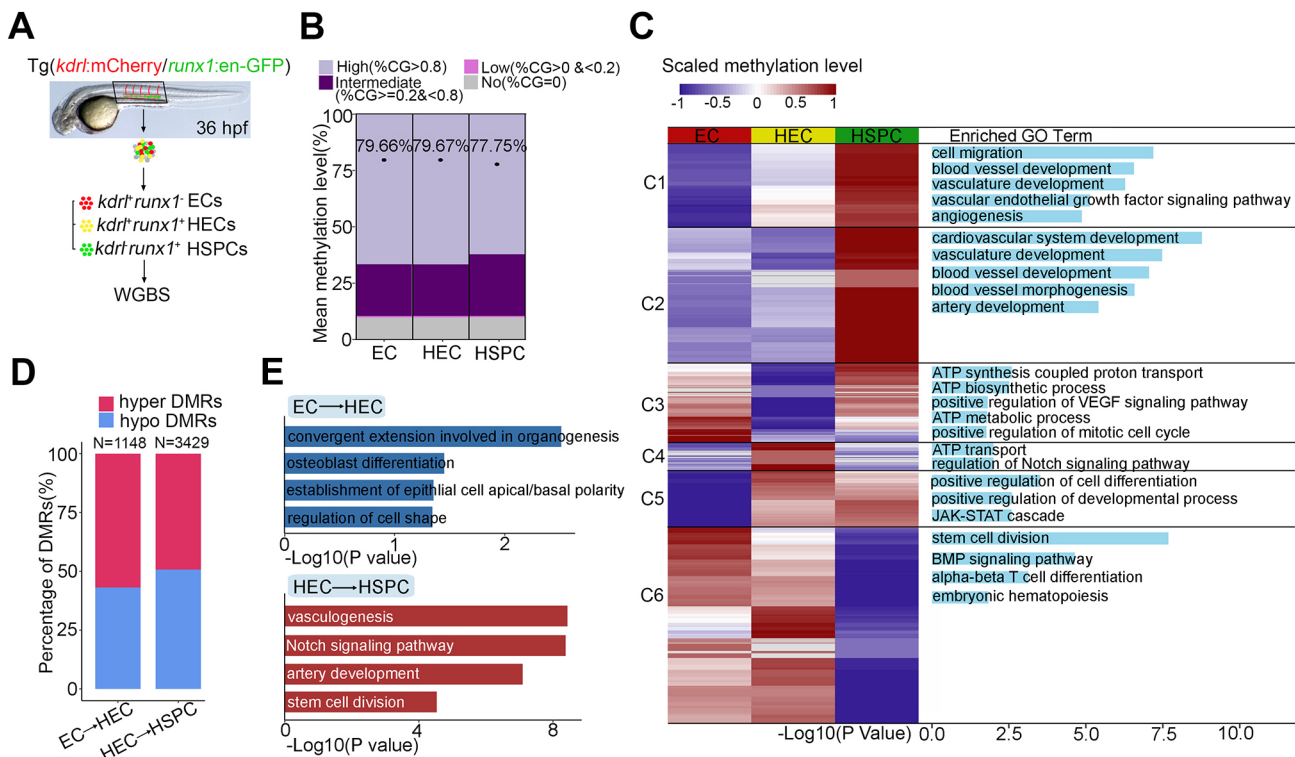 A
Tg(kdrl:mCherry/runx1:en-GFP)
36 hpf
kdrl+runx1- ECs
kdrl+runx1+ HECs
kdrl-runx1+ HSPCs
WGBS
B
High(%CG>0.8)
Low(%CG>0 &<0.2)
Intermediate
(%CG>=0.2&<0.8)
No(%CG=0)
Mean methylation level(%)
100
75
50
25
0
79.66%
79.67%
77.75%
EC
HEC
HSPC
C
Scaled methylation level
-1
-0.5
0
0.5
1
EC
HEC
HSPC
Enriched GO Term
C1
cell migration
blood vessel development
vasculature development
vascular endothelial growth factor signaling pathway
angiogenesis
C2
cardiovascular system development
vasculature development
blood vessel development
blood vessel morphogenesis
artery development
C3
ATP synthesis coupled proton transport
ATP biosynthetic process
positive regulation of VEGF signaling pathway
ATP metabolic process
positive regulation of mitotic cell cycle
C4
ATP transport
regulation of Notch signaling pathway
C5
positive regulation of cell differentiation
positive regulation of developmental process
JAK-STAT cascade
C6
stem cell division
BMP signaling pathway
alpha-beta T cell differentiation
embryonic hematopoiesis
-Log10(P Value)
0.0
2.5
5.0
7.5
10.0
D
hyper DMRs
hypo DMRs
N=1148
N=3429
Percentage of DMRs(%)
100
75
50
25
0
EC→HEC
HEC→HSPC
E
EC→HEC
convergent extension involved in organogenesis
osteoblast differentiation
establishment of epithlial cell apical/basal polarity
regulation of cell shape
0
1
2
-Log10(P value)
HEC→HSPC
vasculogenesis
Notch signaling pathway
artery development
stem cell division
0
4
8
-Log10(P value)